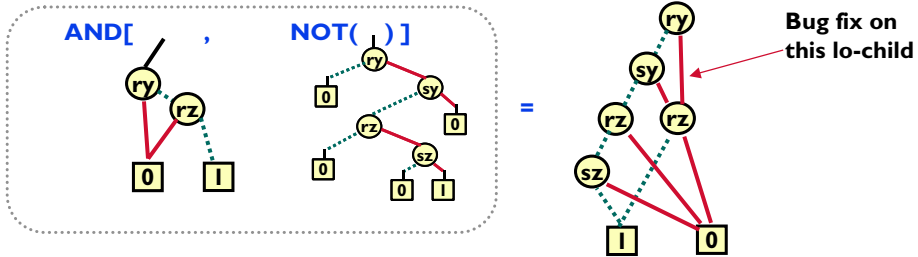 AND[ , NOT( ) ]
ry
rz
0
1
ry
0
sy
rz
0
0
sz
0
1
=
ry
sy
rz
rz
sz
1
0
Bug fix on
this lo-child